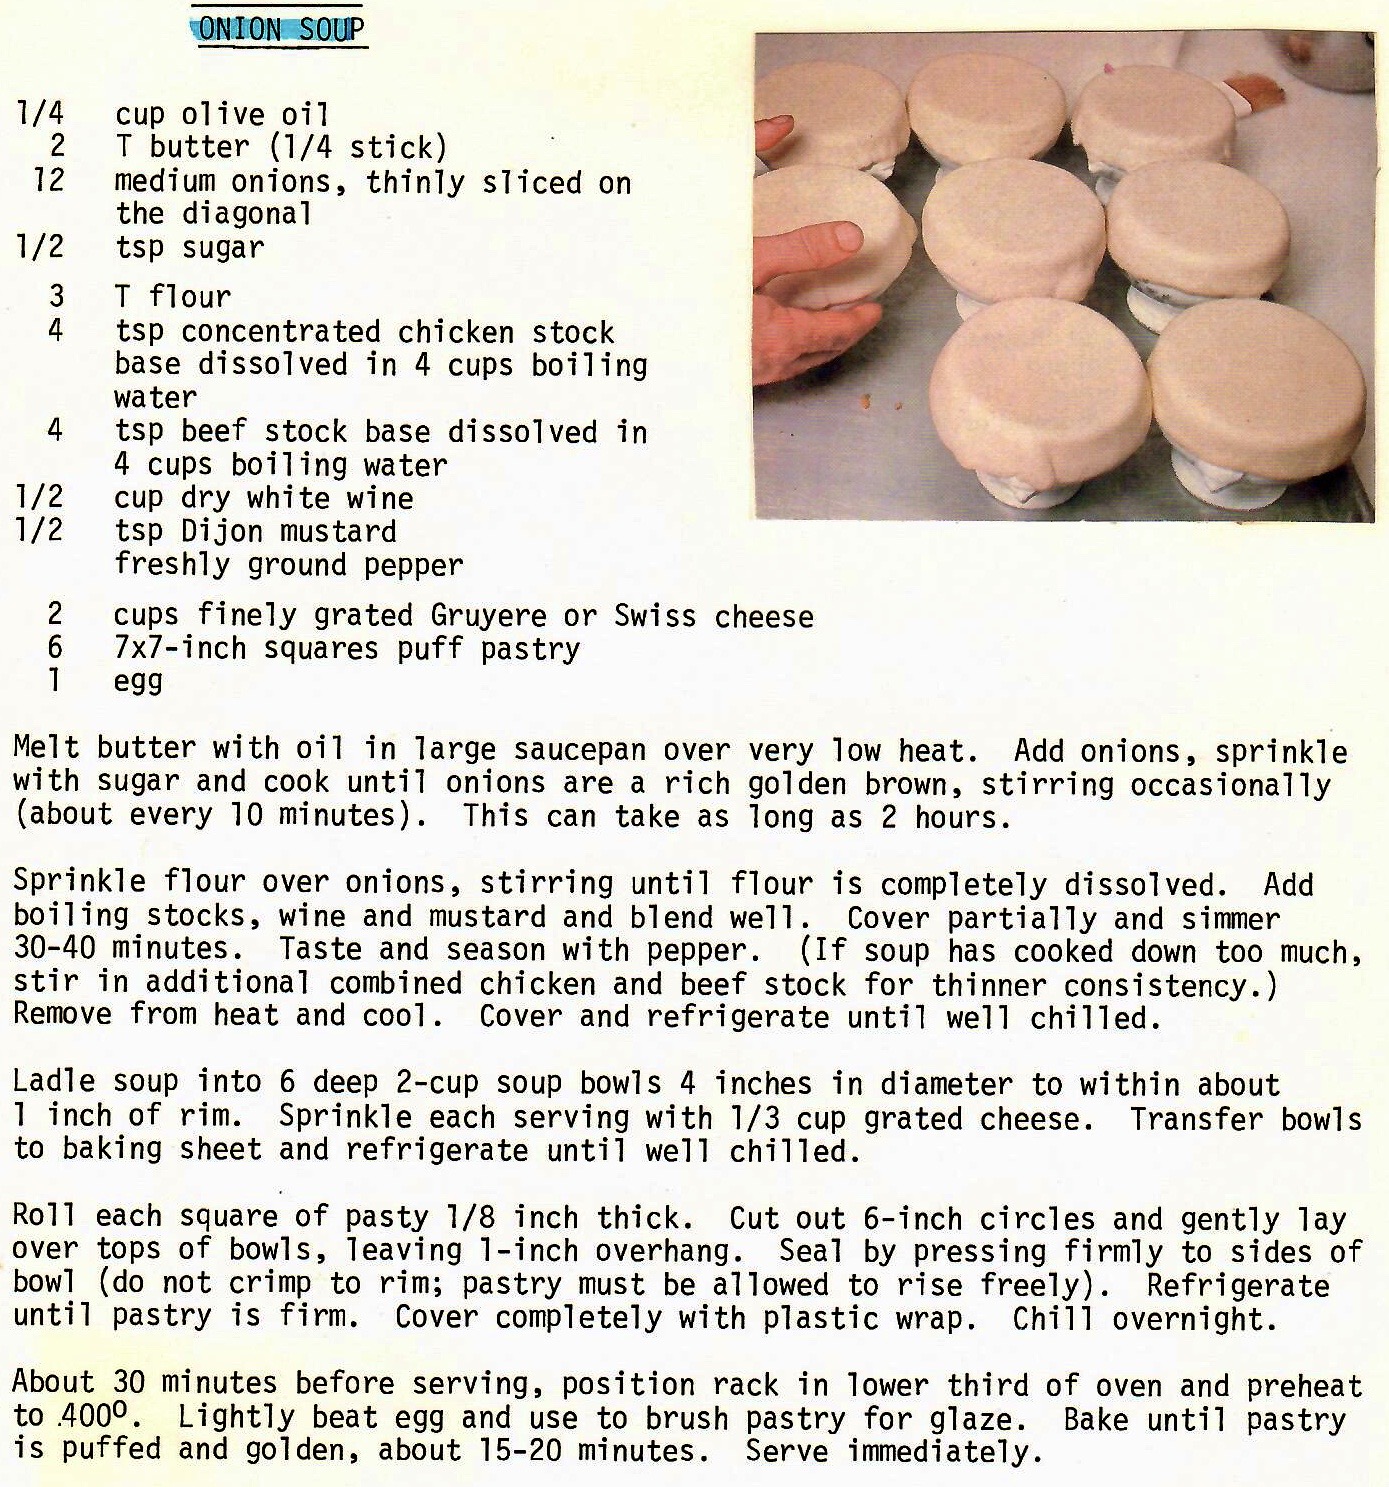 ONION SOUP
1/4 cup olive oil
2 T butter (1/4 stick)
12 medium onions, thinly sliced on
the diagonal
1/2 tsp sugar
3 T flour
4 tsp concentrated chicken stock
base dissolved in 4 cups boiling
water
4 tsp beef stock base dissolved in
4 cups boiling water
1/2 cup dry white wine
1/2 tsp Dijon mustard
freshly ground pepper
2 cups finely grated Gruyere or Swiss cheese
6 7x7-inch squares puff pastry
1 egg
Melt butter with oil in large saucepan over very low heat. Add onions, sprinkle
with sugar and cook until onions are a rich golden brown, stirring occasionally
(about every 10 minutes). This can take as long as 2 hours.
Sprinkle flour over onions, stirring until flour is completely dissolved. Add
boiling stocks, wine and mustard and blend well. Cover partially and simmer
30-40 minutes. Taste and season with pepper. (If soup has cooked down too much,
stir in additional combined chicken and beef stock for thinner consistency.)
Remove from heat and cool. Cover and refrigerate until well chilled.
Ladle soup into 6 deep 2-cup soup bowls 4 inches in diameter to within about
1 inch of rim. Sprinkle each serving with 1/3 cup grated cheese. Transfer bowls
to baking sheet and refrigerate until well chilled.
Roll each square of pasty 1/8 inch thick. Cut out 6-inch circles and gently lay
over tops of bowls, leaving 1-inch overhang. Seal by pressing firmly to sides of
bowl (do not crimp to rim; pastry must be allowed to rise freely). Refrigerate
until pastry is firm. Cover completely with plastic wrap. Chill overnight.
About 30 minutes before serving, position rack in lower third of oven and preheat
to 400º. Lightly beat egg and use to brush pastry for glaze. Bake until pastry
is puffed and golden, about 15-20 minutes. Serve immediately.